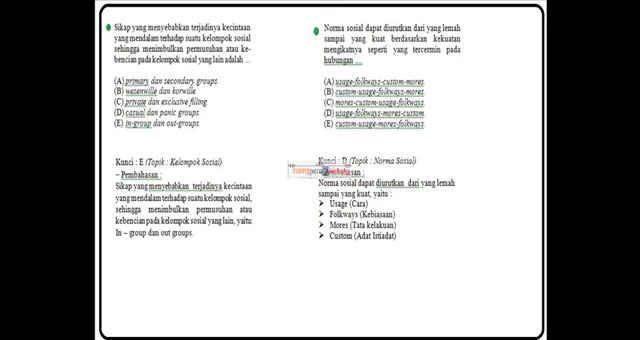 Sikap yang menyebabkan terjadinya kecintaan
yang mendalam terhadap suatu kelompok sosial
sehingga menimbulkan permusuhan atau ke-
bencian pada kelompok sosial yang lain adalah ...
(A) primary dan secondary groups.
(B) wesenwille dan korwille.
(C) private dan exclusive filling.
(D) casual dan panic groups.
(E) in-group dan out-groups.
Kunci : E (Topik : Kelompok Sosial)
– Pembahasan :
Sikap yang menyebabkan terjadinya kecintaan
yang mendalam terhadap suatu kelompok sosial,
sehingga menimbulkan permusuhan atau
kebencian pada kelompok sosial yang lain, yaitu:
In – group dan out groups.
Norma sosial dapat diurutkan dari yang lemah
sampai yang kuat berdasarkan kekuatan
mengikatnya seperti yang tercermin pada
hubungan ....
(A) usage-folkways-custom-mores.
(B) custom-usage-folkways-mores.
(C) mores-custom-usage-folkways.
(D) usage-folkways-mores-custom.
(E) custom-usage-mores-folkways.
Kunci : D (Topik : Norma Sosial)
Norma sosial dapat diurutkan dari yang lemah
sampai yang kuat, yaitu :
➤ Usage (Cara)
➤ Folkways (Kebiasaan)
➤ Mores (Tata kelakuan)
➤ Custom (Adat Istiadat)